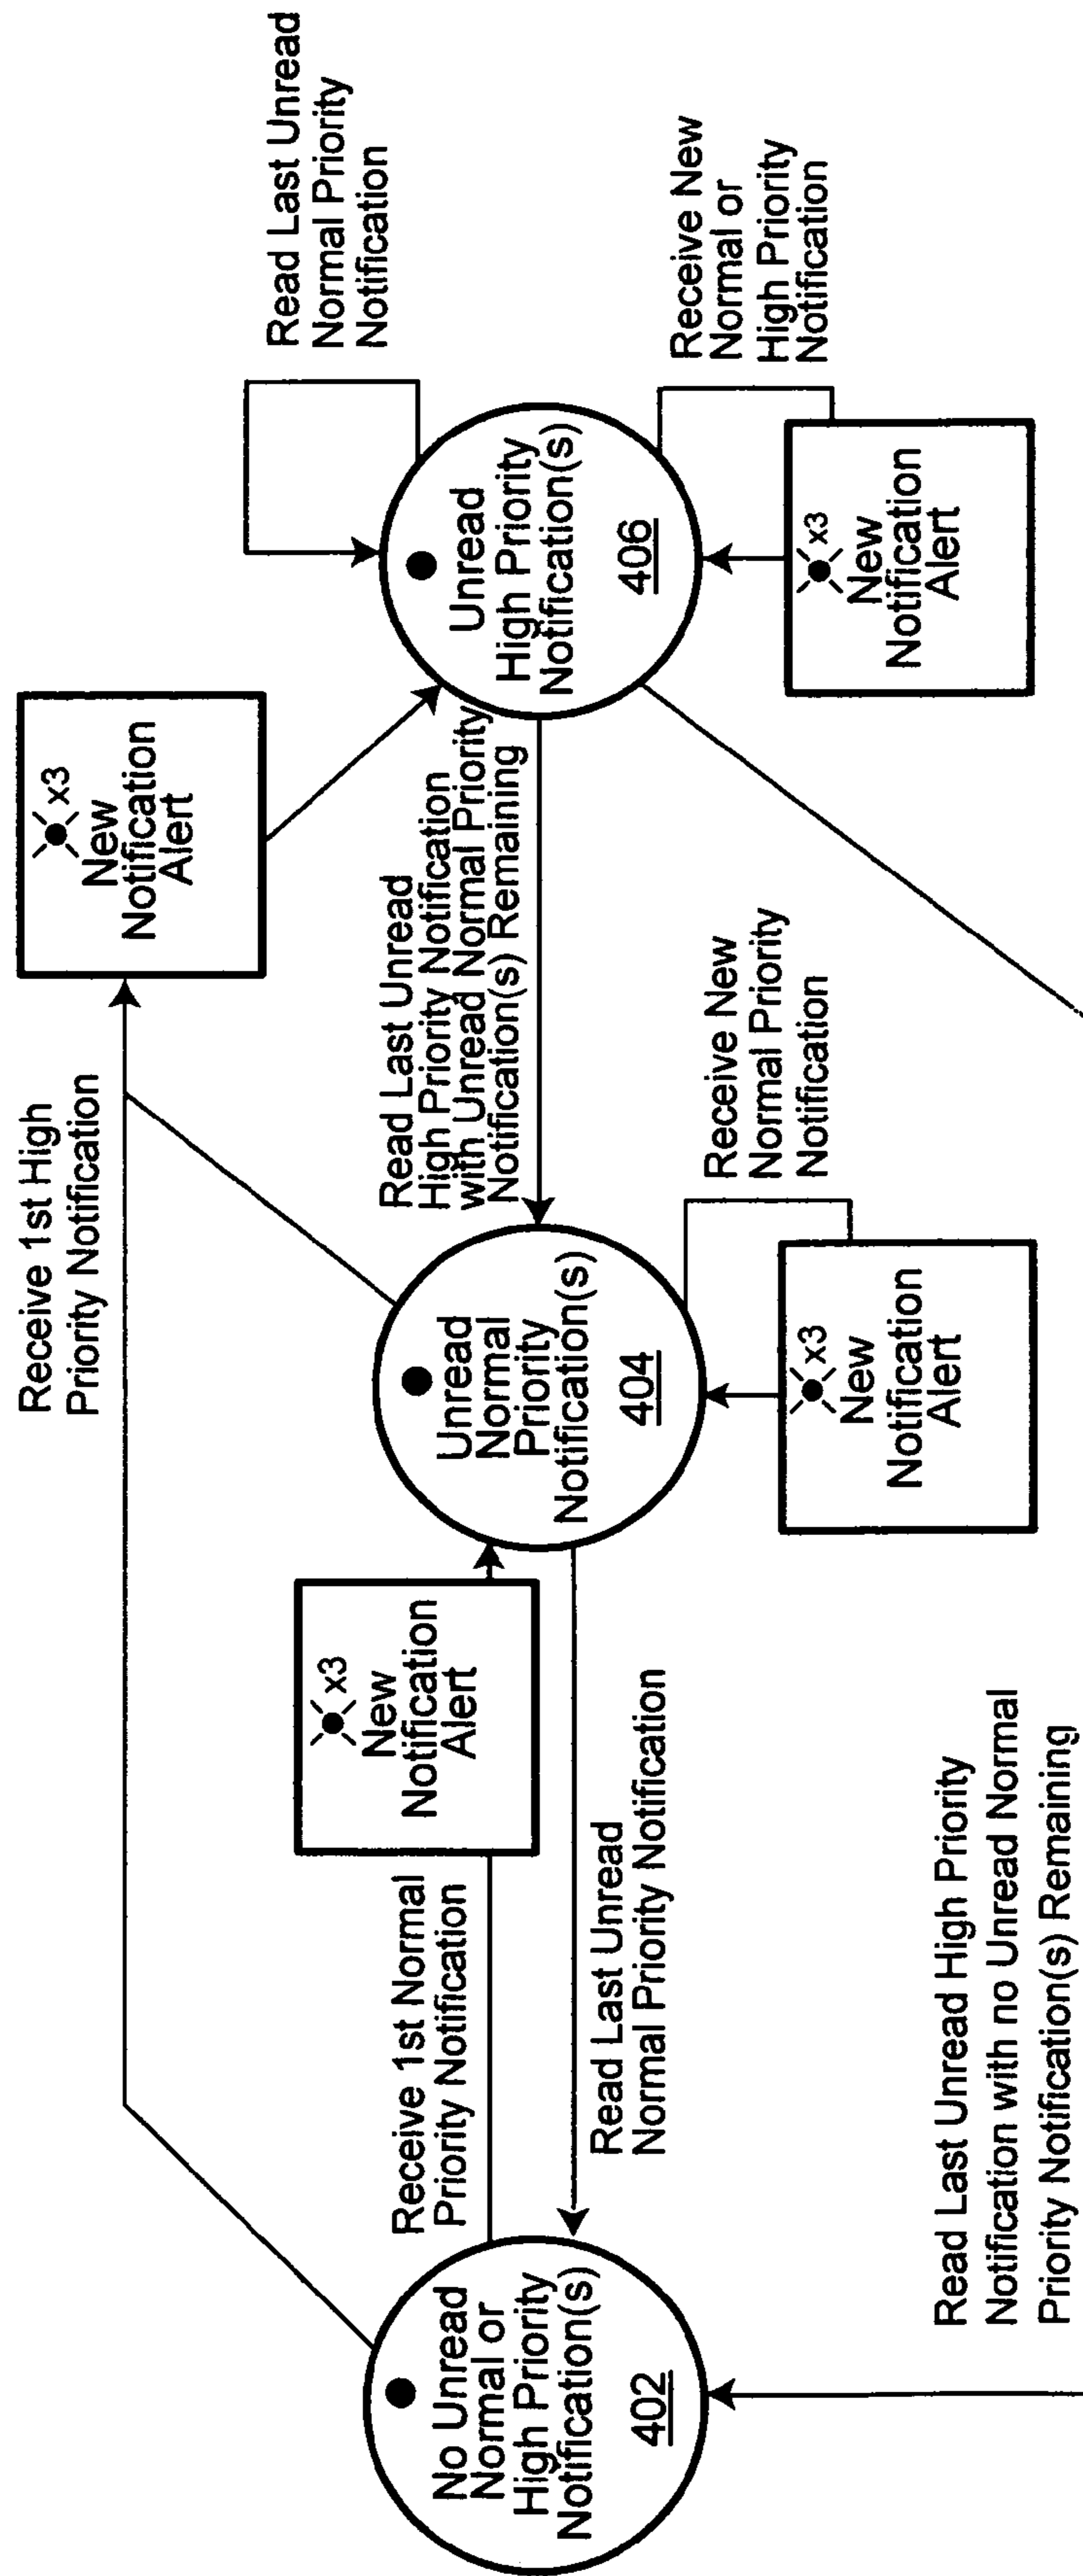 Receive 1st High
Priority Notification
x3
New
Notification
Alert
Read Last Unread
Normal Priority
Notification
Receive 1st Normal
Priority Notification
x3
New
Notification
Alert
Read Last Unread
High Priority Notification
with Unread Normal Priority
Notification(s) Remaining
No Unread
Normal or
High Priority
Notification(s)
402
Unread
Normal
Priority
Notification(s)
404
Unread
High Priority
Notification(s)
406
Read Last Unread
Normal Priority Notification
Receive New
Normal Priority
Notification
Receive New
Normal or
High Priority
Notification
x3
New
Notification
Alert
x3
New
Notification
Alert
Read Last Unread High Priority
Notification with no Unread Normal
Priority Notification(s) Remaining